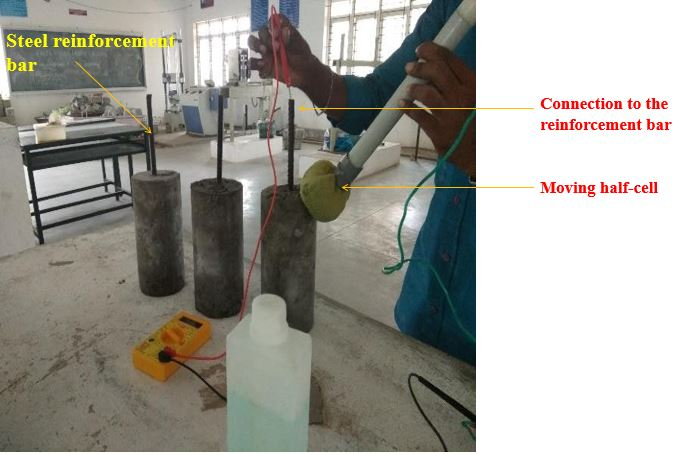 Steel reinforcement
bar
Connection to the
reinforcement bar
Moving half-cell